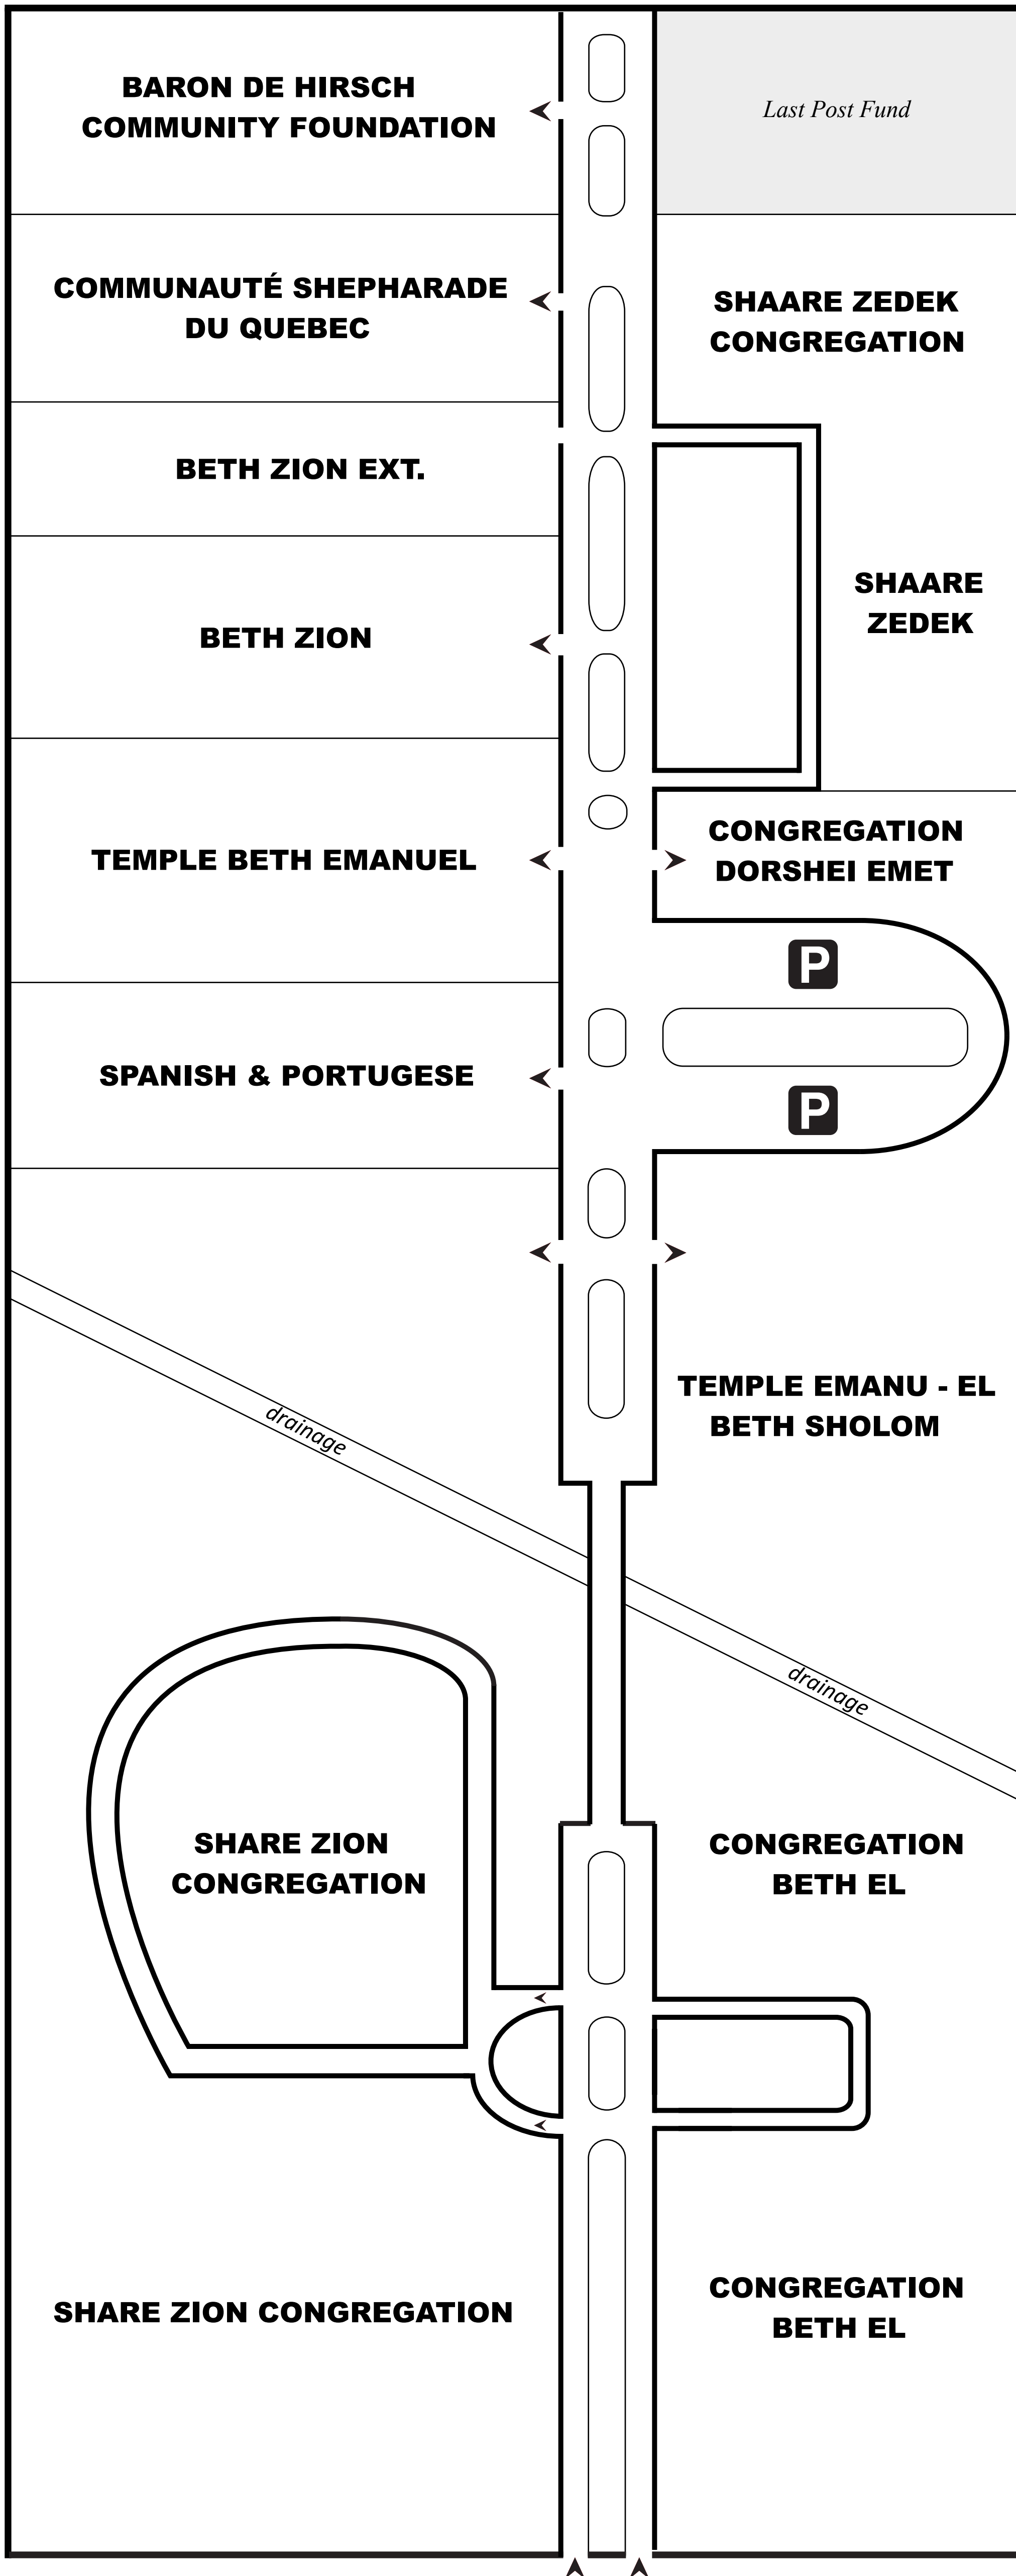 BARON DE HIRSCH
COMMUNITY FOUNDATION
Last Post Fund
COMMUNAUTÉ SHEPHARADE
DU QUEBEC
SHAARE ZEDEK
CONGREGATION
BETH ZION EXT.
SHAARE
ZEDEK
BETH ZION
CONGREGATION
DORSHEI EMET
TEMPLE BETH EMANUEL
P
SPANISH & PORTUGESE
P
TEMPLE EMANU - EL
BETH SHOLOM
drainage
drainage
SHARE ZION
CONGREGATION
CONGREGATION
BETH EL
SHARE ZION CONGREGATION
CONGREGATION
BETH EL